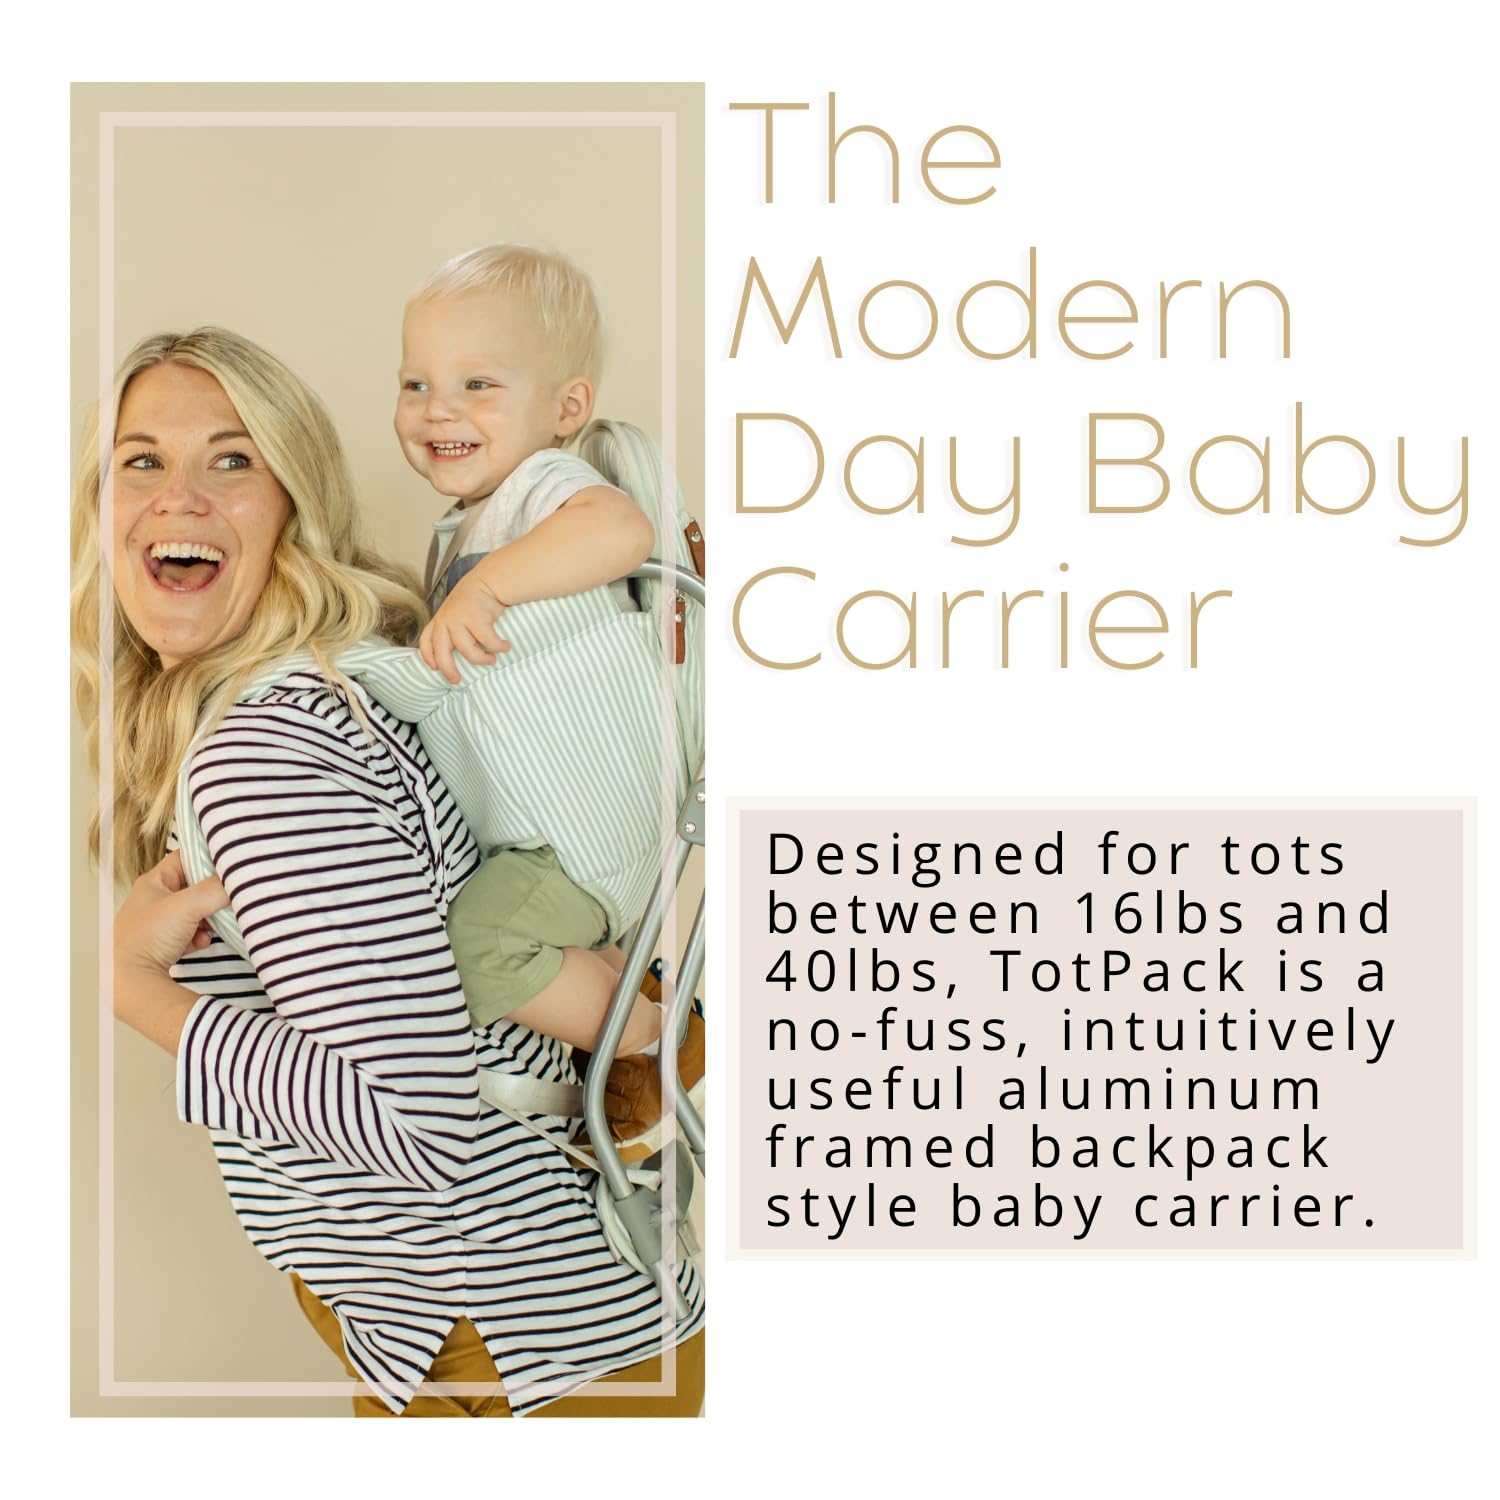 The
Modern
Day Baby
Carrier
Designed for tots
between 16lbs and
40lbs, TotPack is a
no-fuss, intuitively
useful aluminum
framed backpack
style baby carrier.